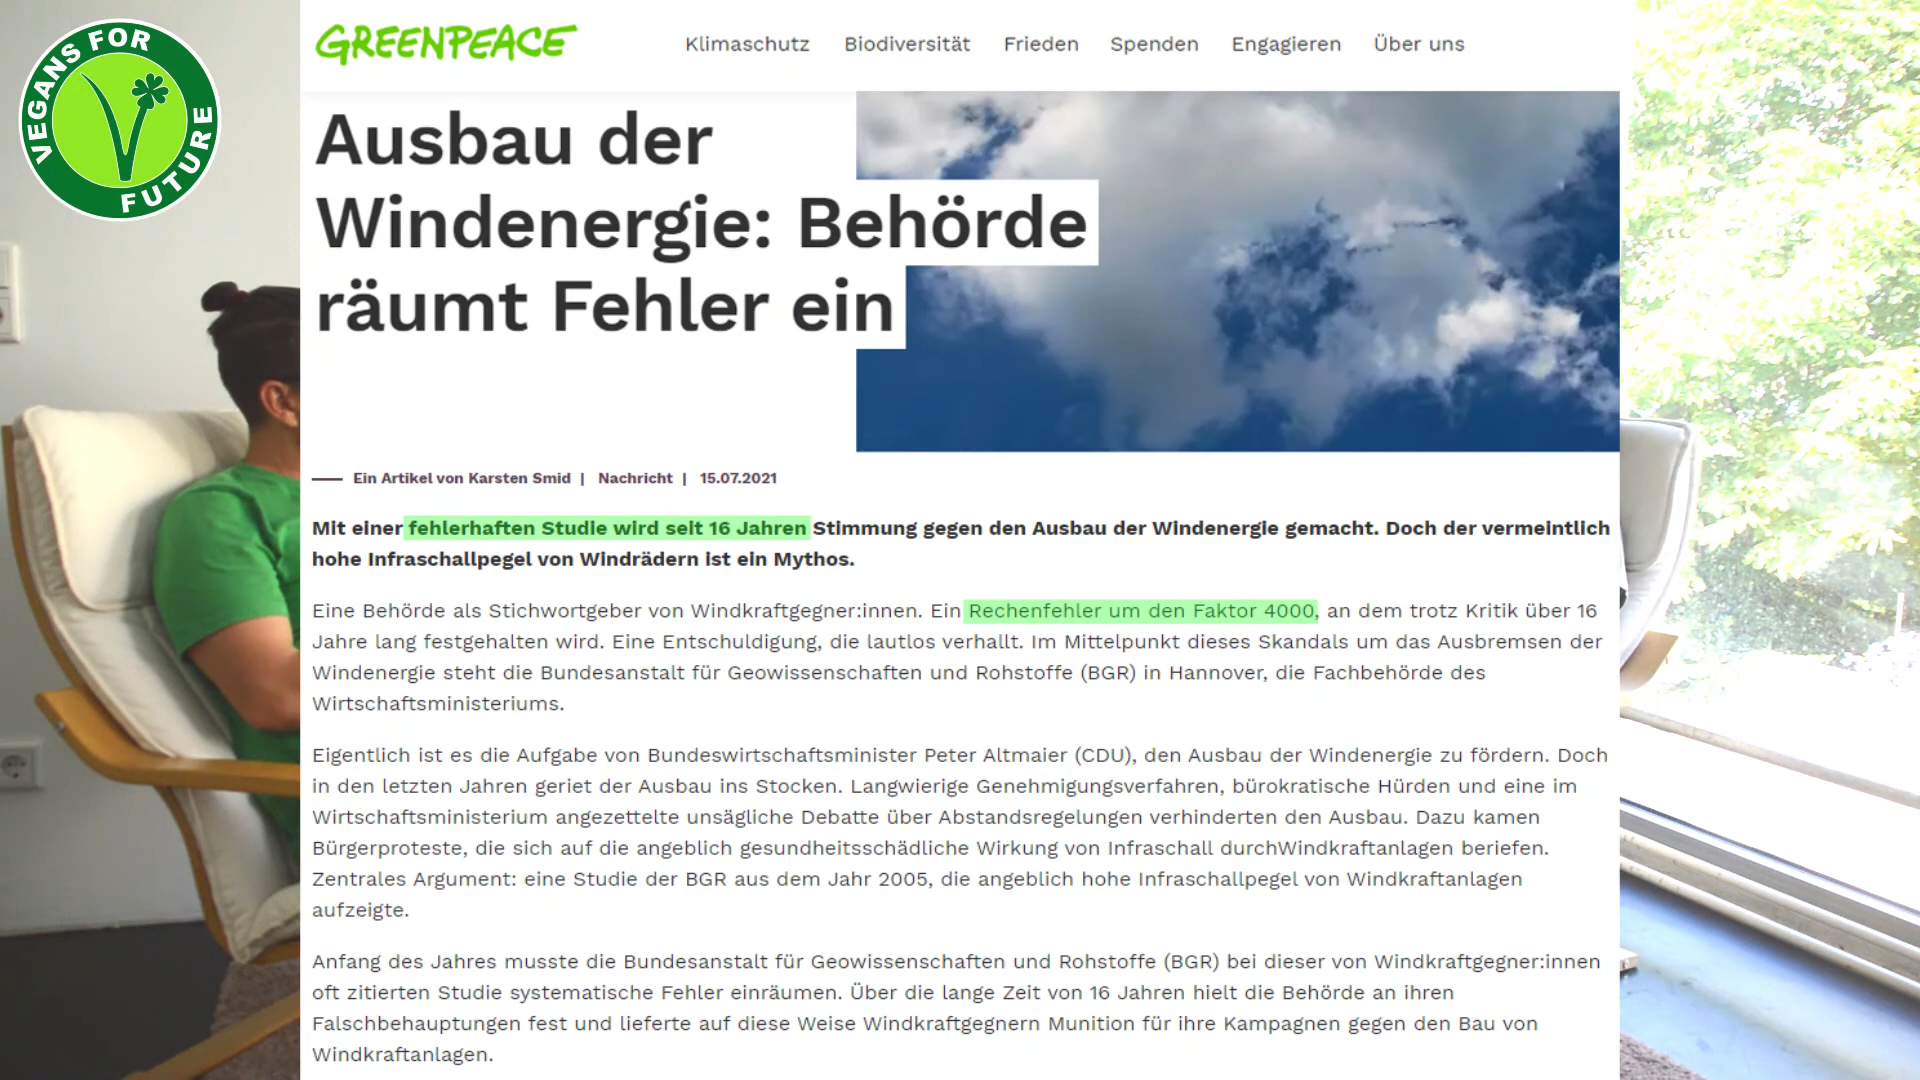 VEGANS FOR FUTURE
GREENPEACE
Klimaschutz Biodiversität Frieden Spenden Engagieren Über uns
Ausbau der
Windenergie: Behörde
räumt Fehler ein
Ein Artikel von Karsten Smid | Nachricht | 15.07.2021
Mit einer fehlerhaften Studie wird seit 16 Jahren Stimmung gegen den Ausbau der Windenergie gemacht. Doch der vermeintlich
hohe Infraschallpegel von Windrädern ist ein Mythos.
Eine Behörde als Stichwortgeber von Windkraftgegner:innen. Ein Rechenfehler um den Faktor 4000, an dem trotz Kritik über 16
Jahre lang festgehalten wird. Eine Entschuldigung, die lautlos verhallt. Im Mittelpunkt dieses Skandals um das Ausbremsen der
Windenergie steht die Bundesanstalt für Geowissenschaften und Rohstoffe (BGR) in Hannover, die Fachbehörde des
Wirtschaftsministeriums.
Eigentlich ist es die Aufgabe von Bundeswirtschaftsminister Peter Altmaier (CDU), den Ausbau der Windenergie zu fördern. Doch
in den letzten Jahren geriet der Ausbau ins Stocken. Langwierige Genehmigungsverfahren, bürokratische Hürden und eine im
Wirtschaftsministerium angezettelte unsägliche Debatte über Abstandsregelungen verhinderten den Ausbau. Dazu kamen
Bürgerproteste, die sich auf die angeblich gesundheitsschädliche Wirkung von Infraschall durchWindkraftanlagen beriefen.
Zentrales Argument: eine Studie der BGR aus dem Jahr 2005, die angeblich hohe Infraschallpegel von Windkraftanlagen
aufzeigte.
Anfang des Jahres musste die Bundesanstalt für Geowissenschaften und Rohstoffe (BGR) bei dieser von Windkraftgegner:innen
oft zitierten Studie systematische Fehler einräumen. Über die lange Zeit von 16 Jahren hielt die Behörde an ihren
Falschbehauptungen fest und lieferte auf diese Weise Windkraftgegnern Munition für ihre Kampagnen gegen den Bau von
Windkraftanlagen.